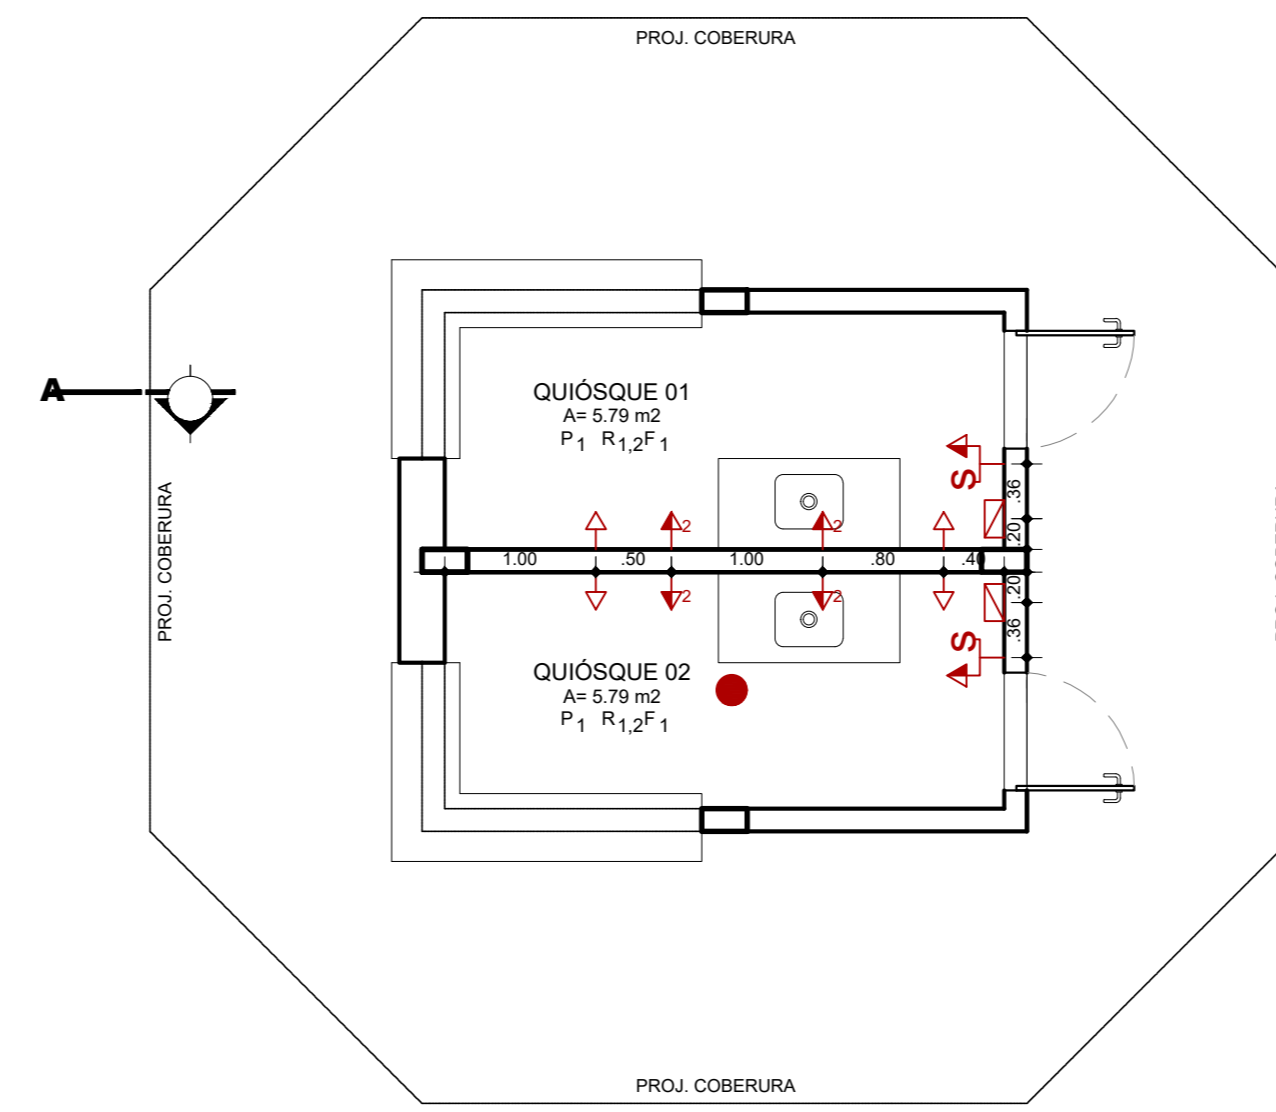 PROJ. COBERURA
A
QUIÓSQUE 01
A= 5.79 m2
P1 R1,2F1
S
.36
.20
2
2
1.00
.50
1.00
.80
.40
2
2
.20
.36
S
PROJ. COBERURA
QUIÓSQUE 02
A= 5.79 m2
P1 R1,2F1
PROJ. COBERURA